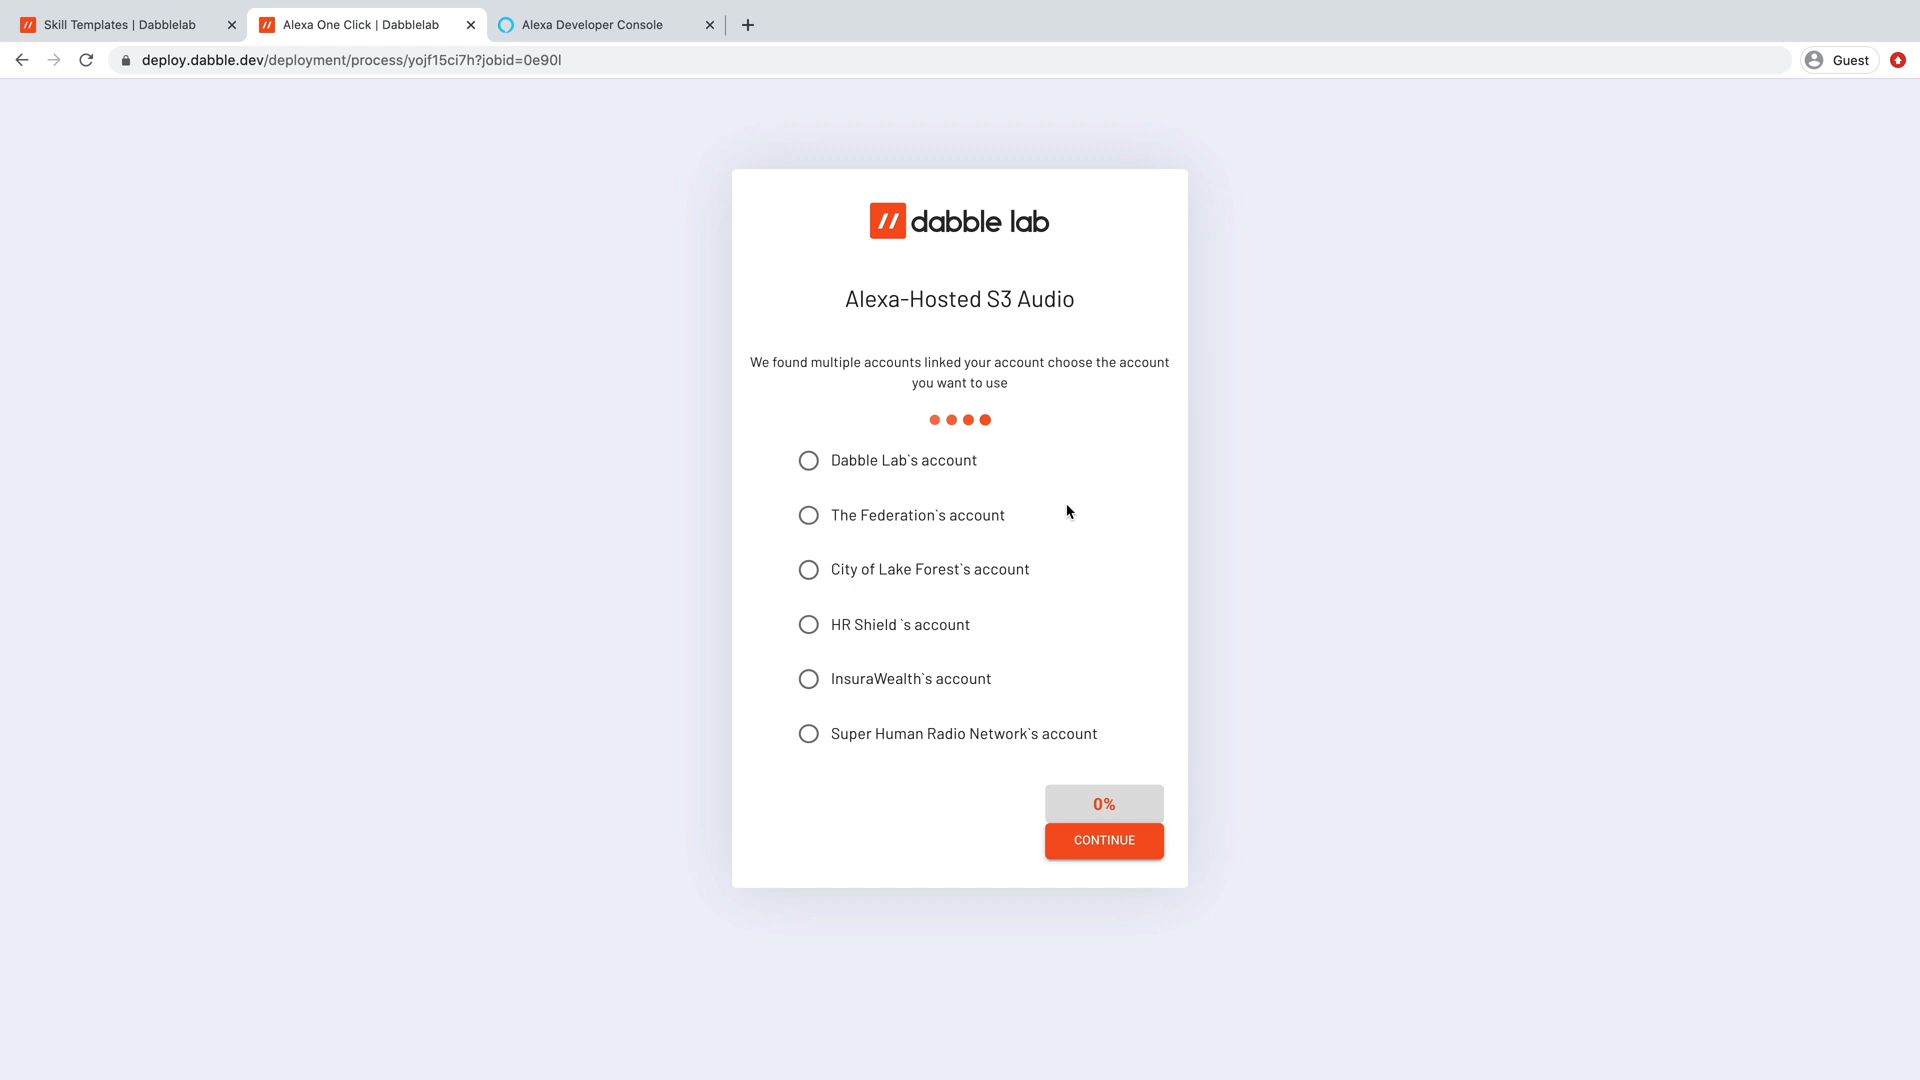 Skill Templates | Dabblelab
Alexa One Click | Dabblelab
Alexa Developer Console
deploy.dabble.dev/deployment/process/yojf15ci7h?jobid=0e90l
Guest
// dabble lab
Alexa-Hosted S3 Audio
We found multiple accounts linked your account choose the account
you want to use
Dabble Lab`s account
The Federation`s account
City of Lake Forest`s account
HR Shield `s account
InsuraWealth`s account
Super Human Radio Network`s account
0%
CONTINUE